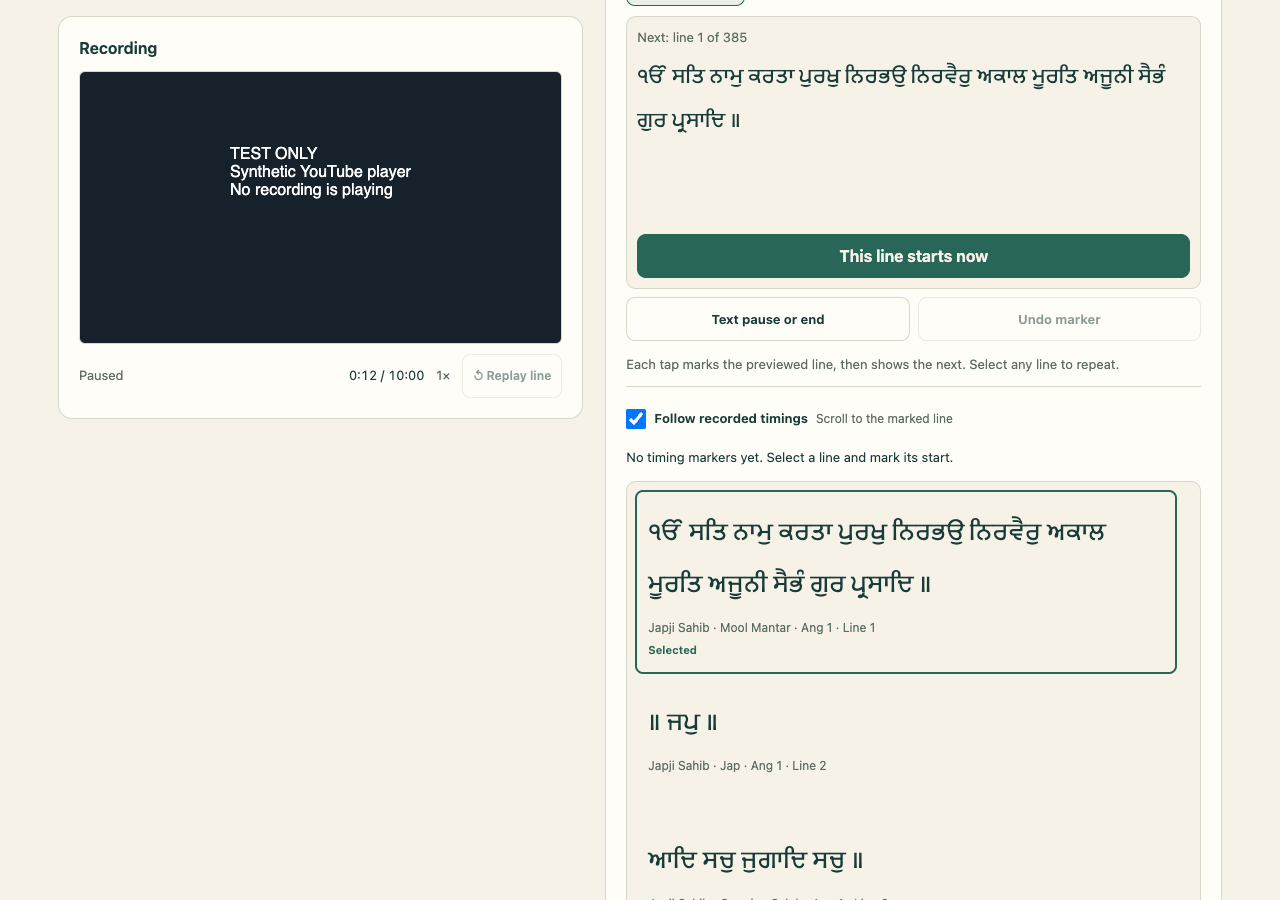 Recording
TEST ONLY
Synthetic YouTube player
No recording is playing
Paused
0:12 / 10:00
1×
↺ Replay line
Next: line 1 of 385
ੴ ਸਤਿ ਨਾਮੁ ਕਰਤਾ ਪੁਰਖੁ ਨਿਰਭਉ ਨਿਰਵੈਰੁ ਅਕਾਲ ਮੂਰਤਿ ਅਜੂਨੀ ਸੈਭੰ
ਗੁਰ ਪ੍ਰਸਾਦਿ ॥
This line starts now
Text pause or end
Undo marker
Each tap marks the previewed line, then shows the next. Select any line to repeat.
Follow recorded timings Scroll to the marked line
No timing markers yet. Select a line and mark its start.
ੴ ਸਤਿ ਨਾਮੁ ਕਰਤਾ ਪੁਰਖੁ ਨਿਰਭਉ ਨਿਰਵੈਰੁ ਅਕਾਲ
ਮੂਰਤਿ ਅਜੂਨੀ ਸੈਭੰ ਗੁਰ ਪ੍ਰਸਾਦਿ ॥
Japji Sahib · Mool Mantar · Ang 1 · Line 1
Selected
॥ ਜਪੁ ॥
Japji Sahib · Jap · Ang 1 · Line 2
ਆਦਿ ਸਚੁ ਜੁਗਾਦਿ ਸਚੁ ॥